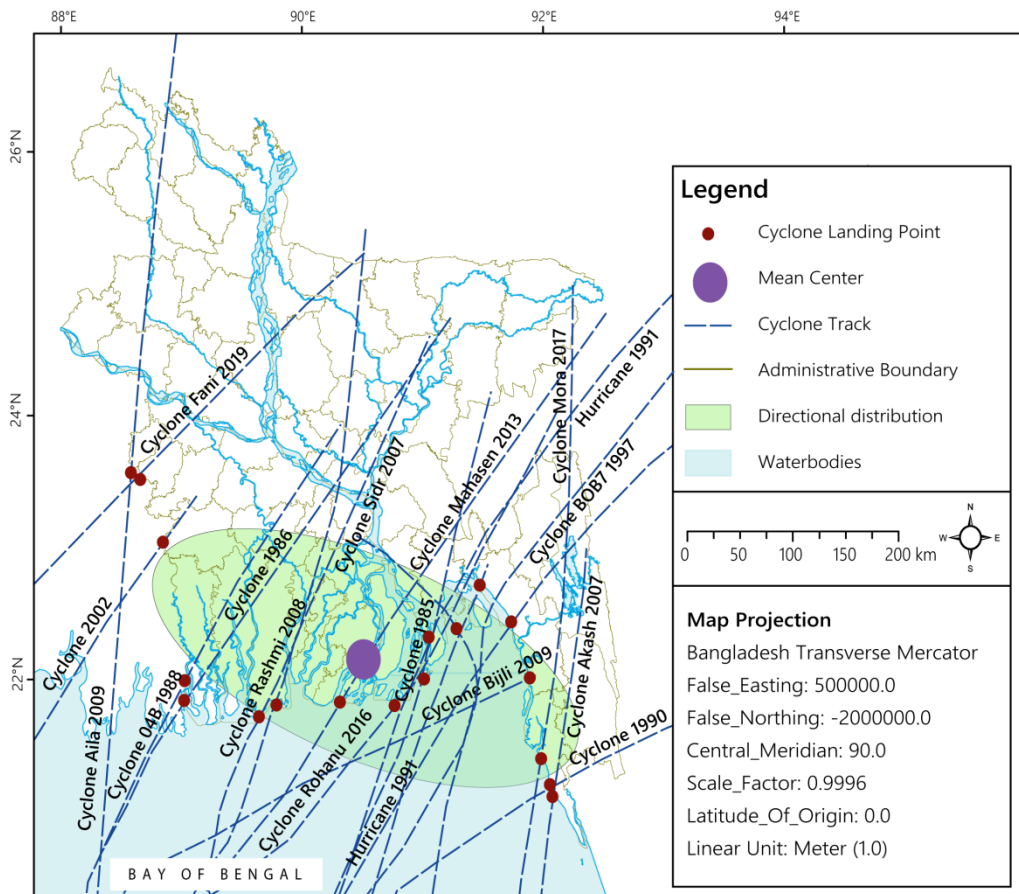 88°E
90°E
92°E
94°E
26°N
24°N
22°N
Cyclone Fani 2019
Cyclone Mora 2017
Hurricane 1991
Cyclone Mahasen 2013
Cyclone Sidr 2007
Cyclone BOB7 1997
Cyclone 1986
Cyclone 2002
Cyclone Rashmi 2008
Cyclone 1985
Cyclone Akash 2007
Cyclone Aila 2009
Cyclone 04B 1988
Cyclone Bijli 2009
Cyclone Rohanu 2016
Hurricane 1991
Cyclone 1990
BAY OF BENGAL
Legend
Cyclone Landing Point
Mean Center
Cyclone Track
Administrative Boundary
Directional distribution
Waterbodies
0 50 100 150 200 km
N
W E
S
Map Projection
Bangladesh Transverse Mercator
False_Easting: 500000.0
False_Northing: -2000000.0
Central_Meridian: 90.0
Scale_Factor: 0.9996
Latitude_Of_Origin: 0.0
Linear Unit: Meter (1.0)